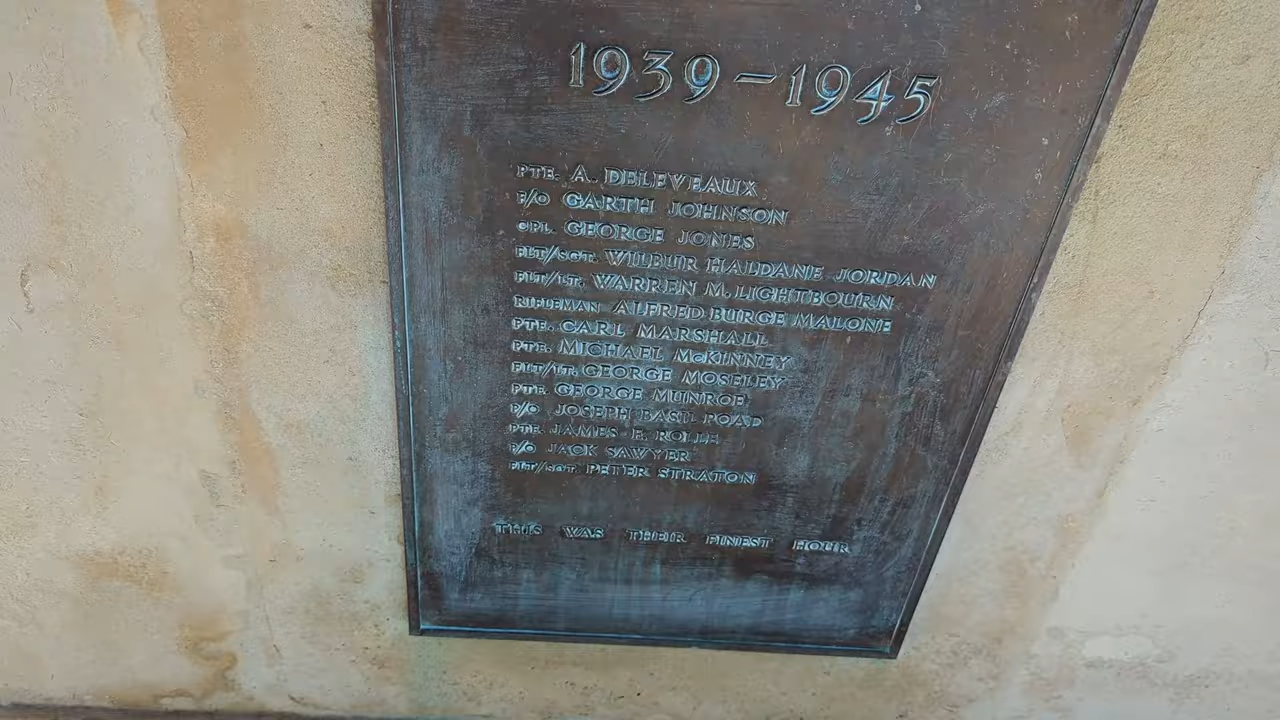 1939–1945
PTE. A. DELEVEAUX
P/O GARTH JOHNSON
CPL. GEORGE JONES
FLT/SGT. WILBUR HALDANE JORDAN
FLT/LT. WARREN M. LIGHTBOURN
RIFLEMAN ALFRED BURGE MALONE
PTE. CARL MARSHALL
PTE. MICHAEL McKINNEY
FLT/LT. GEORGE MOSELEY
PTE. GEORGE MUNROE
P/O JOSEPH BASIL POAD
PTE. JAMES E. ROLLE
P/O JACK SAWYER
FLT/SGT. PETER STRATON
THIS WAS THEIR FINEST HOUR